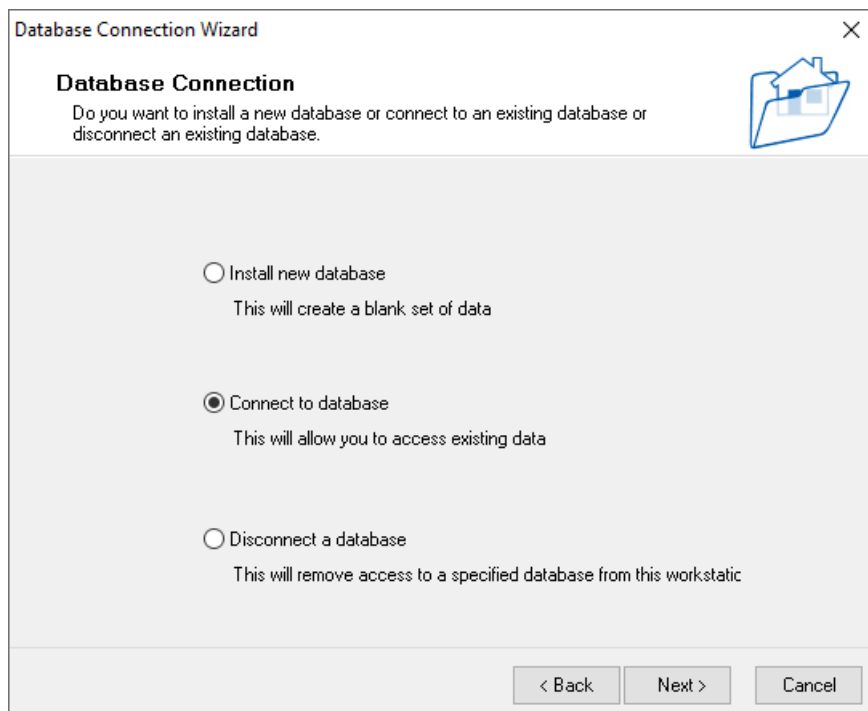 Database Connection Wizard
Database Connection
Do you want to install a new database or connect to an existing database or
disconnect an existing database.
Install new database
This will create a blank set of data
Connect to database
This will allow you to access existing data
Disconnect a database
This will remove access to a specified database from this workstatic
< Back
Next >
Cancel